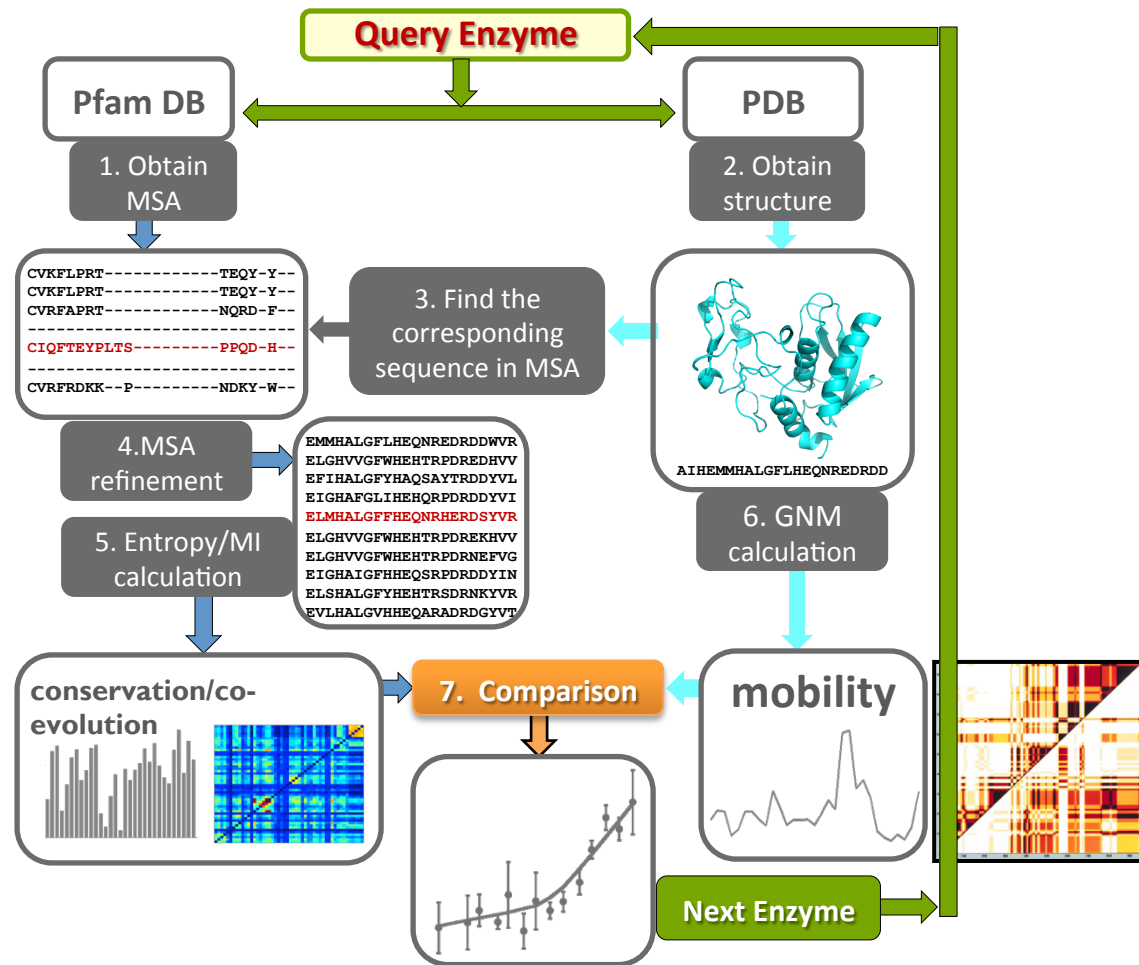 Query Enzyme
Pfam DB
PDB
1. Obtain
MSA
2. Obtain
structure
CVKFLPRT------------TEQY-Y--
CVKFLPRT------------TEQY-Y--
CVRFAPRT------------NQRD-F--
----------------------------
CIQFTEYPLTS---------PPQD-H--
----------------------------
CVRFRDKK--P---------NDKY-W--
3. Find the
corresponding
sequence in MSA
AIHEMMHALGFLHEQNREDRDD
4.MSA
refinement
EMMHALGFLHEQNREDRDDWVR
ELGHVVGFWHEHTRPDREDHVV
EFIHALGFYHAQSAYTRDDYVL
EIGHAFGLIHEHQRPDRDDYVI
ELMHALGFFHEQNRHERDSYVR
ELGHVVGFWHEHTRPDREKHVV
ELGHVVGFWHEHTRPDRNEFVG
EIGHAIGFHHEQSRPDRDDYIN
ELSHALGFYHEHTRSDRNKYVR
EVLHALGVHHEQARADRDGYVT
5. Entropy/MI
calculation
6. GNM
calculation
conservation/co-
evolution
7. Comparison
mobility
Next Enzyme